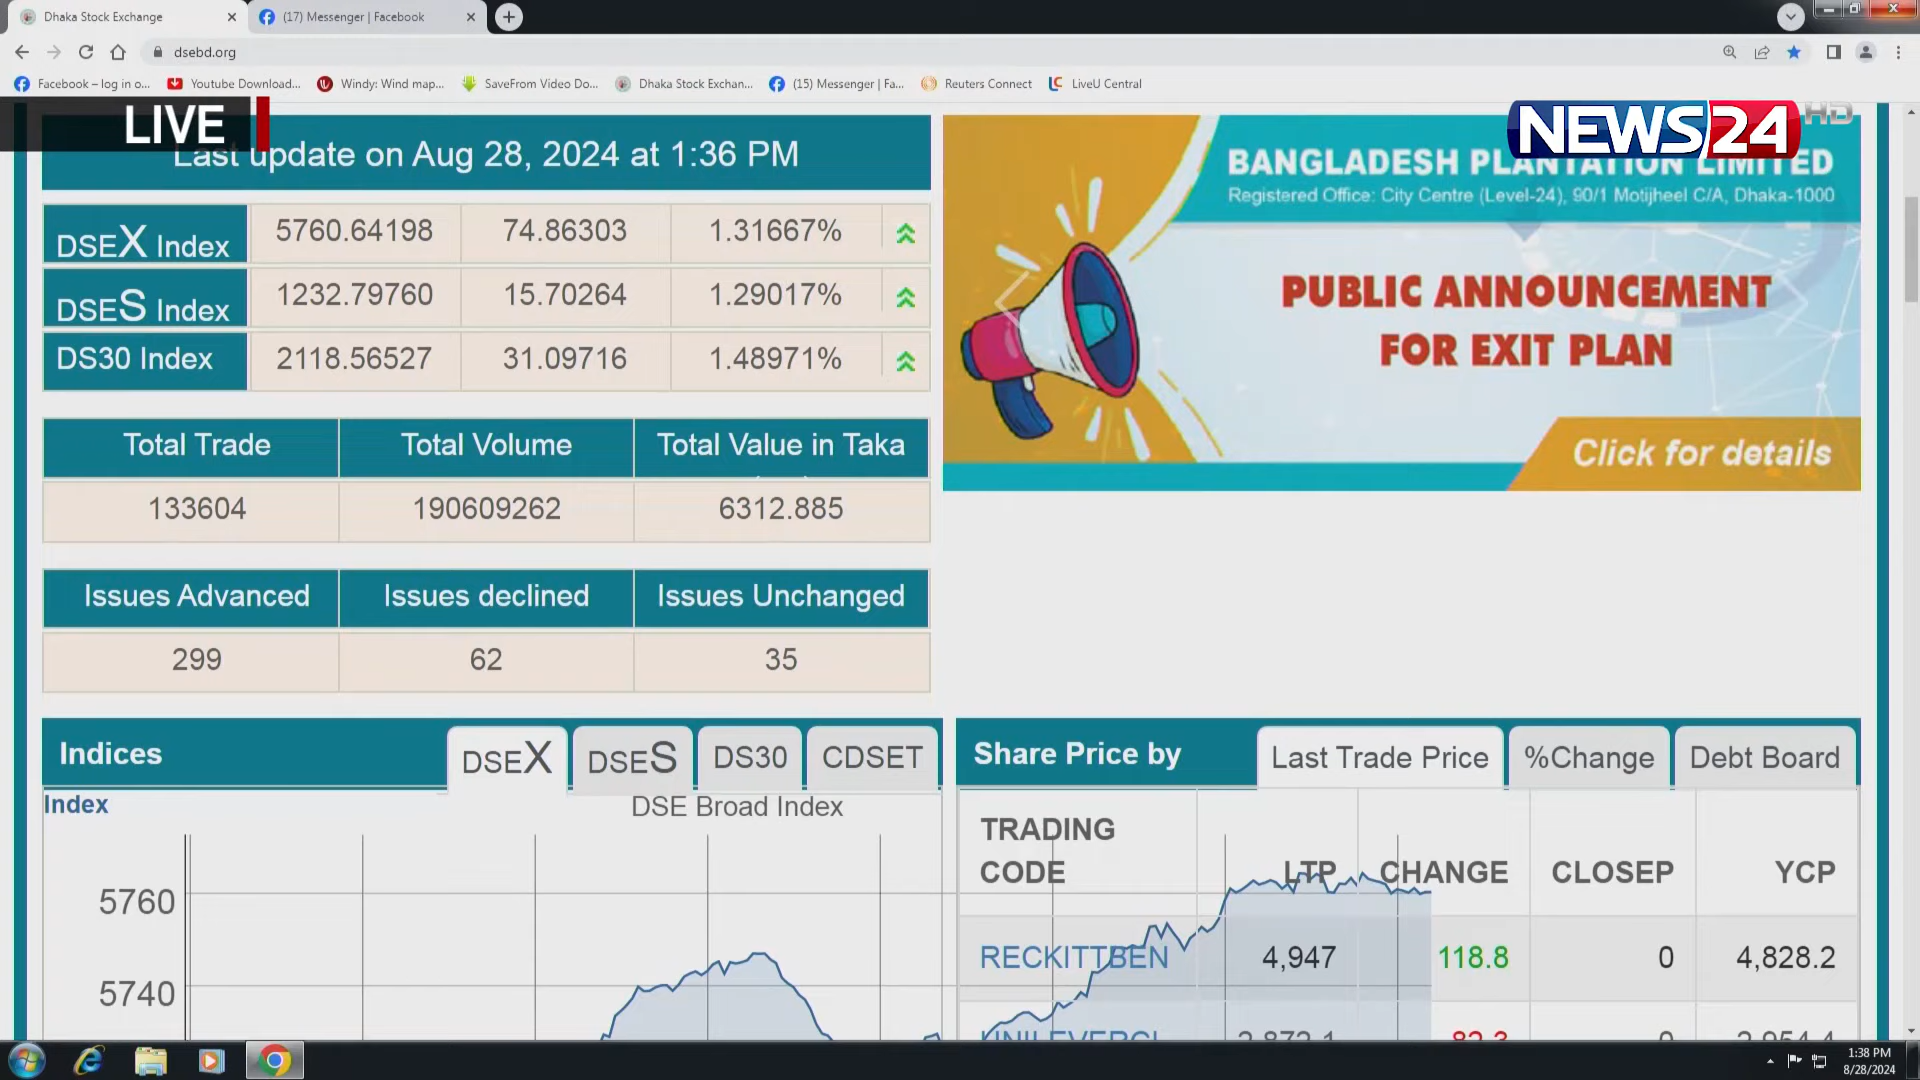 Dhaka Stock Exchange
(17) Messenger | Facebook
dsebd.org
Facebook – log in o...
Youtube Download...
Windy: Wind map...
SaveFrom Video Do...
Dhaka Stock Exchan...
(15) Messenger | Fa...
Reuters Connect
LiveU Central
LIVE
NEWS24
HD
Last update on Aug 28, 2024 at 1:36 PM
DSEX Index 5760.64198 74.86303 1.31667%
DSES Index 1232.79760 15.70264 1.29017%
DS30 Index 2118.56527 31.09716 1.48971%
BANGLADESH PLANTATION LIMITED
Registered Office: City Centre (Level-24), 90/1 Motijheel C/A, Dhaka-1000
PUBLIC ANNOUNCEMENT
FOR EXIT PLAN
Click for details
Total Trade Total Volume Total Value in Taka
133604 190609262 6312.885
Issues Advanced Issues declined Issues Unchanged
299 62 35
Indices DSEX DSES DS30 CDSET
Index
DSE Broad Index
5760
5740
Share Price by Last Trade Price %Change Debt Board
TRADING
CODE LTP CHANGE CLOSEP YCP
RECKITTBEN 4,947 118.8 0 4,828.2
1:38 PM
8/28/2024